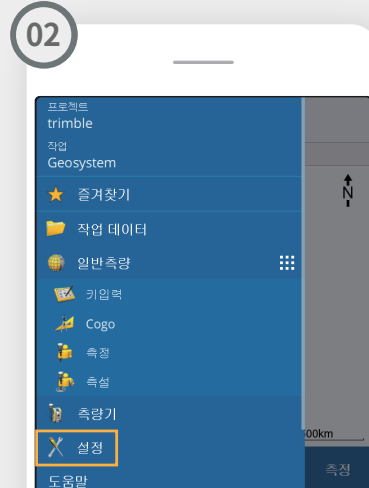 02
프로젝트
trimble
작업
Geosystem
즐겨찾기
작업 데이터
일반측량
N
키입력
Cogo
측정
측설
측량기
00km
설정
측정
도움말